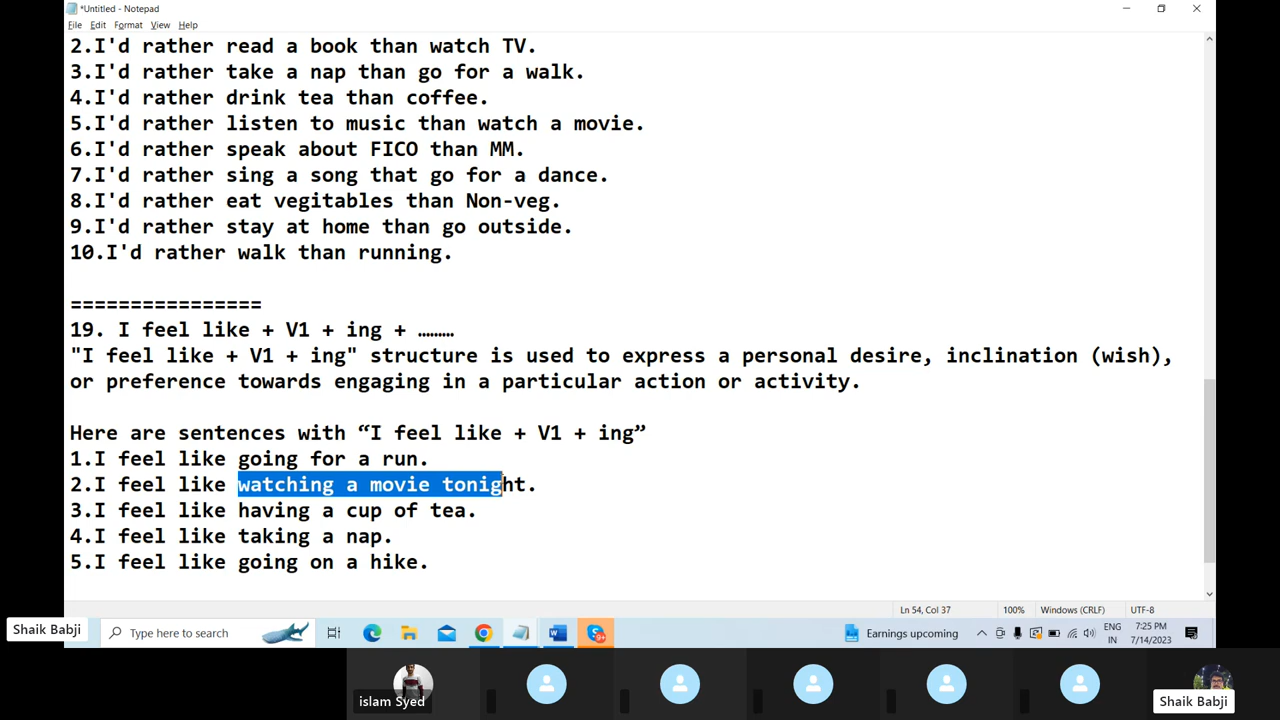 *Untitled - Notepad
File Edit Format View Help
2.I'd rather read a book than watch TV.
3.I'd rather take a nap than go for a walk.
4.I'd rather drink tea than coffee.
5.I'd rather listen to music than watch a movie.
6.I'd rather speak about FICO than MM.
7.I'd rather sing a song that go for a dance.
8.I'd rather eat vegitables than Non-veg.
9.I'd rather stay at home than go outside.
10.I'd rather walk than running.
================
19. I feel like + V1 + ing + ………
"I feel like + V1 + ing" structure is used to express a personal desire, inclination (wish),
or preference towards engaging in a particular action or activity.
Here are sentences with “I feel like + V1 + ing”
1.I feel like going for a run.
2.I feel like watching a movie tonight.
3.I feel like having a cup of tea.
4.I feel like taking a nap.
5.I feel like going on a hike.
Ln 54, Col 37 100% Windows (CRLF) UTF-8
Shaik Babji
Type here to search
Earnings upcoming
ENG
IN
7:25 PM
7/14/2023
islam Syed
Shaik Babji